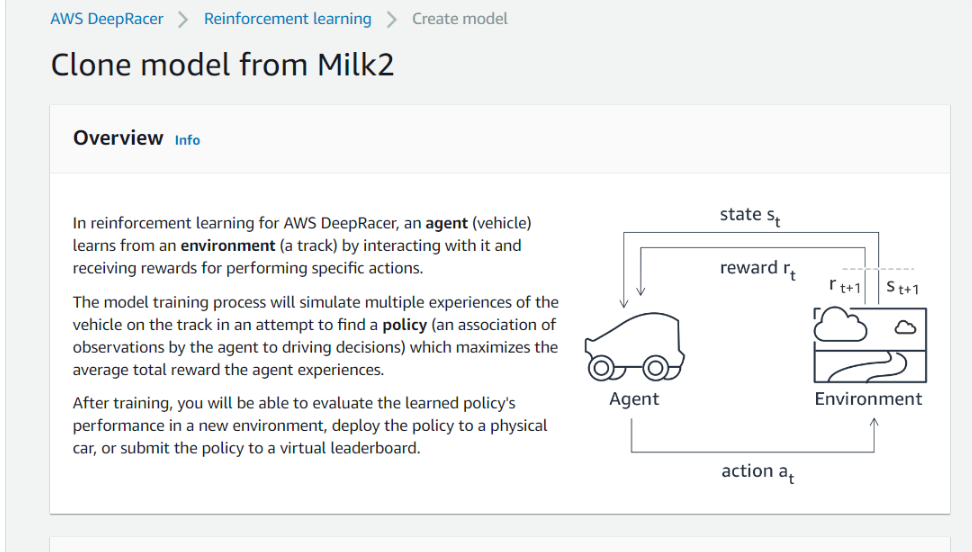 AWS DeepRacer > Reinforcement learning > Create model
Clone model from Milk2
Overview Info
In reinforcement learning for AWS DeepRacer, an agent (vehicle)
learns from an environment (a track) by interacting with it and
receiving rewards for performing specific actions.
The model training process will simulate multiple experiences of the
vehicle on the track in an attempt to find a policy (an association of
observations by the agent to driving decisions) which maximizes the
average total reward the agent experiences.
After training, you will be able to evaluate the learned policy's
performance in a new environment, deploy the policy to a physical
car, or submit the policy to a virtual leaderboard.
state st
reward rt
r t+1
S t+1
Agent
Environment
action at